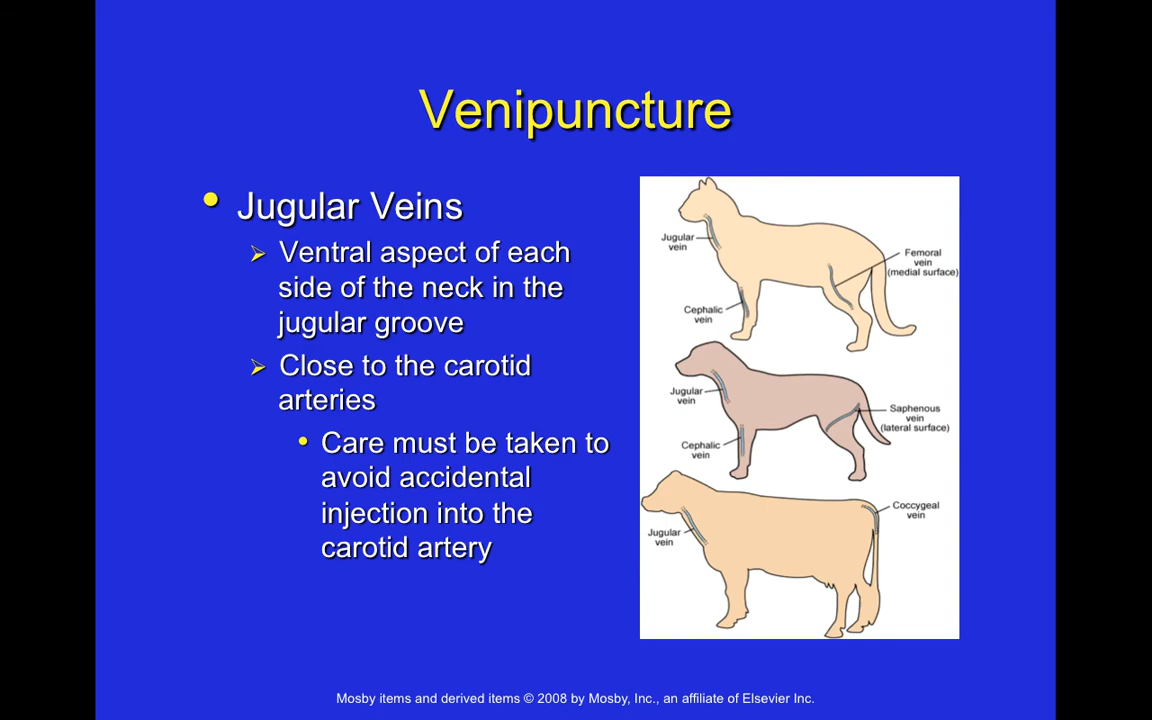 Venipuncture
• Jugular Veins
➢ Ventral aspect of each
side of the neck in the
jugular groove
➢ Close to the carotid
arteries
• Care must be taken to
avoid accidental
injection into the
carotid artery
Jugular
vein
Femoral
vein
(medial surface)
Cephalic
vein
Jugular
vein
Saphenous
vein
(lateral surface)
Cephalic
vein
Coccygeal
vein
Jugular
vein
Mosby items and derived items © 2008 by Mosby, Inc., an affiliate of Elsevier Inc.